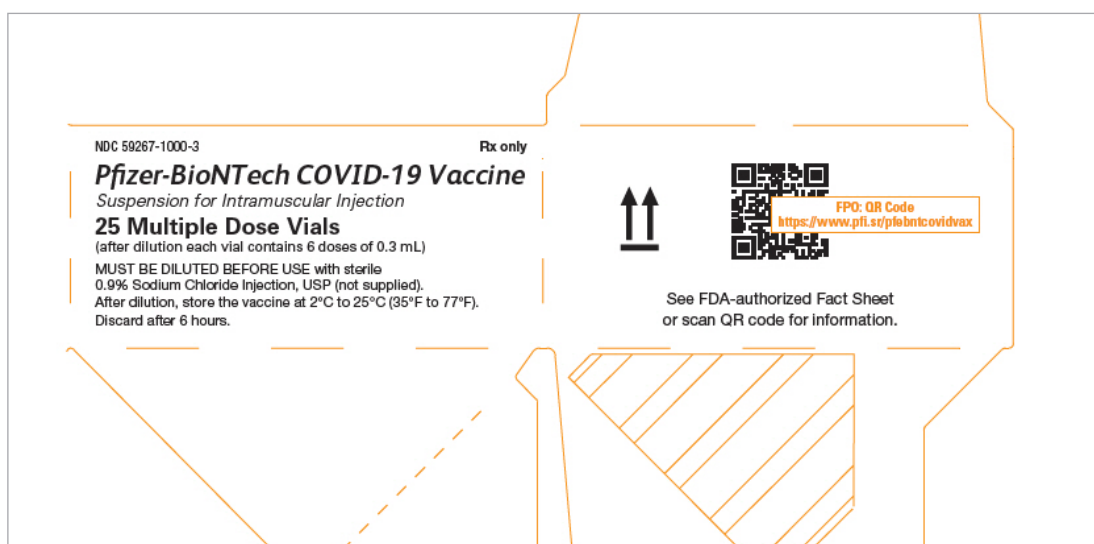 NDC 59267-1000-3
Rx only
Pfizer-BioNTech COVID-19 Vaccine
Suspension for Intramuscular Injection
25 Multiple Dose Vials
(after dilution each vial contains 6 doses of 0.3 mL)
MUST BE DILUTED BEFORE USE with sterile
0.9% Sodium Chloride Injection, USP (not supplied).
After dilution, store the vaccine at 2°C to 25°C (35°F to 77°F).
Discard after 6 hours.
FPO: QR Code
https://www.pfi.sr/pfebntcovidvax
See FDA-authorized Fact Sheet
or scan QR code for information.